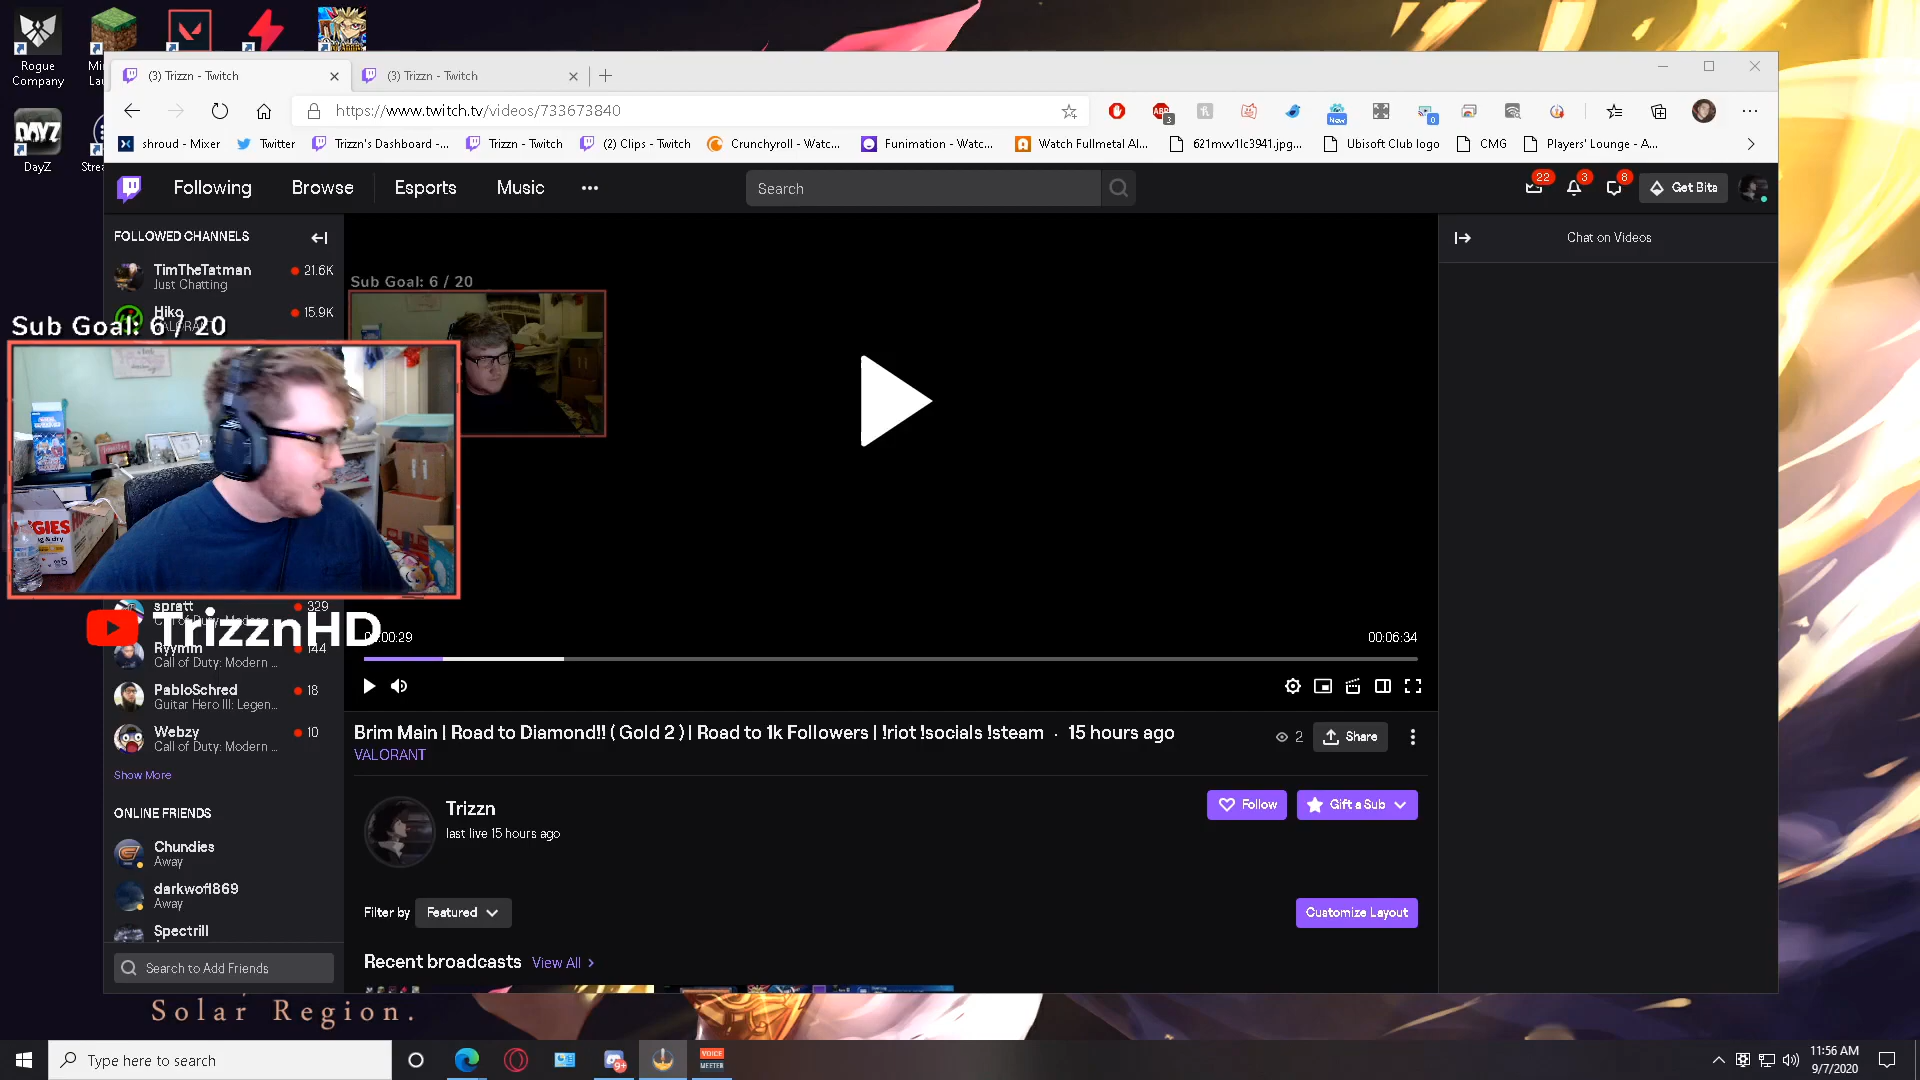 Rogue
Company
DayZ
(3) Trizzn - Twitch
(3) Trizzn - Twitch
https://www.twitch.tv/videos/733673840
shroud - Mixer
Twitter
Trizzn's Dashboard -...
Trizzn - Twitch
(2) Clips - Twitch
Crunchyroll - Watc...
Funimation - Watc...
Watch Fullmetal Al...
621mvv1lc3941.jpg...
Ubisoft Club logo
CMG
Players' Lounge - A...
Following
Browse
Esports
Music
Search
22
3
8
Get Bits
FOLLOWED CHANNELS
Chat on Videos
TimTheTatman
21.6K
Just Chatting
Hiko
15.9K
Sub Goal: 6 / 20
Sub Goal: 6 / 20
spratt
329
TrizznHD
Ryymm
144
Call of Duty: Modern ...
PabloSchred
18
Guitar Hero III: Legen...
Webzy
10
Call of Duty: Modern ...
Show More
00:06:34
Brim Main | Road to Diamond!! ( Gold 2 ) | Road to 1k Followers | !riot !socials !steam · 15 hours ago
VALORANT
2
Share
Trizzn
last live 15 hours ago
Follow
Gift a Sub
ONLINE FRIENDS
Chundies
Away
darkwofl869
Away
Spectrill
Search to Add Friends
Filter by
Featured
Customize Layout
Recent broadcasts
View All
Solar Region.
Type here to search
VOICE
MEETER
11:56 AM
9/7/2020